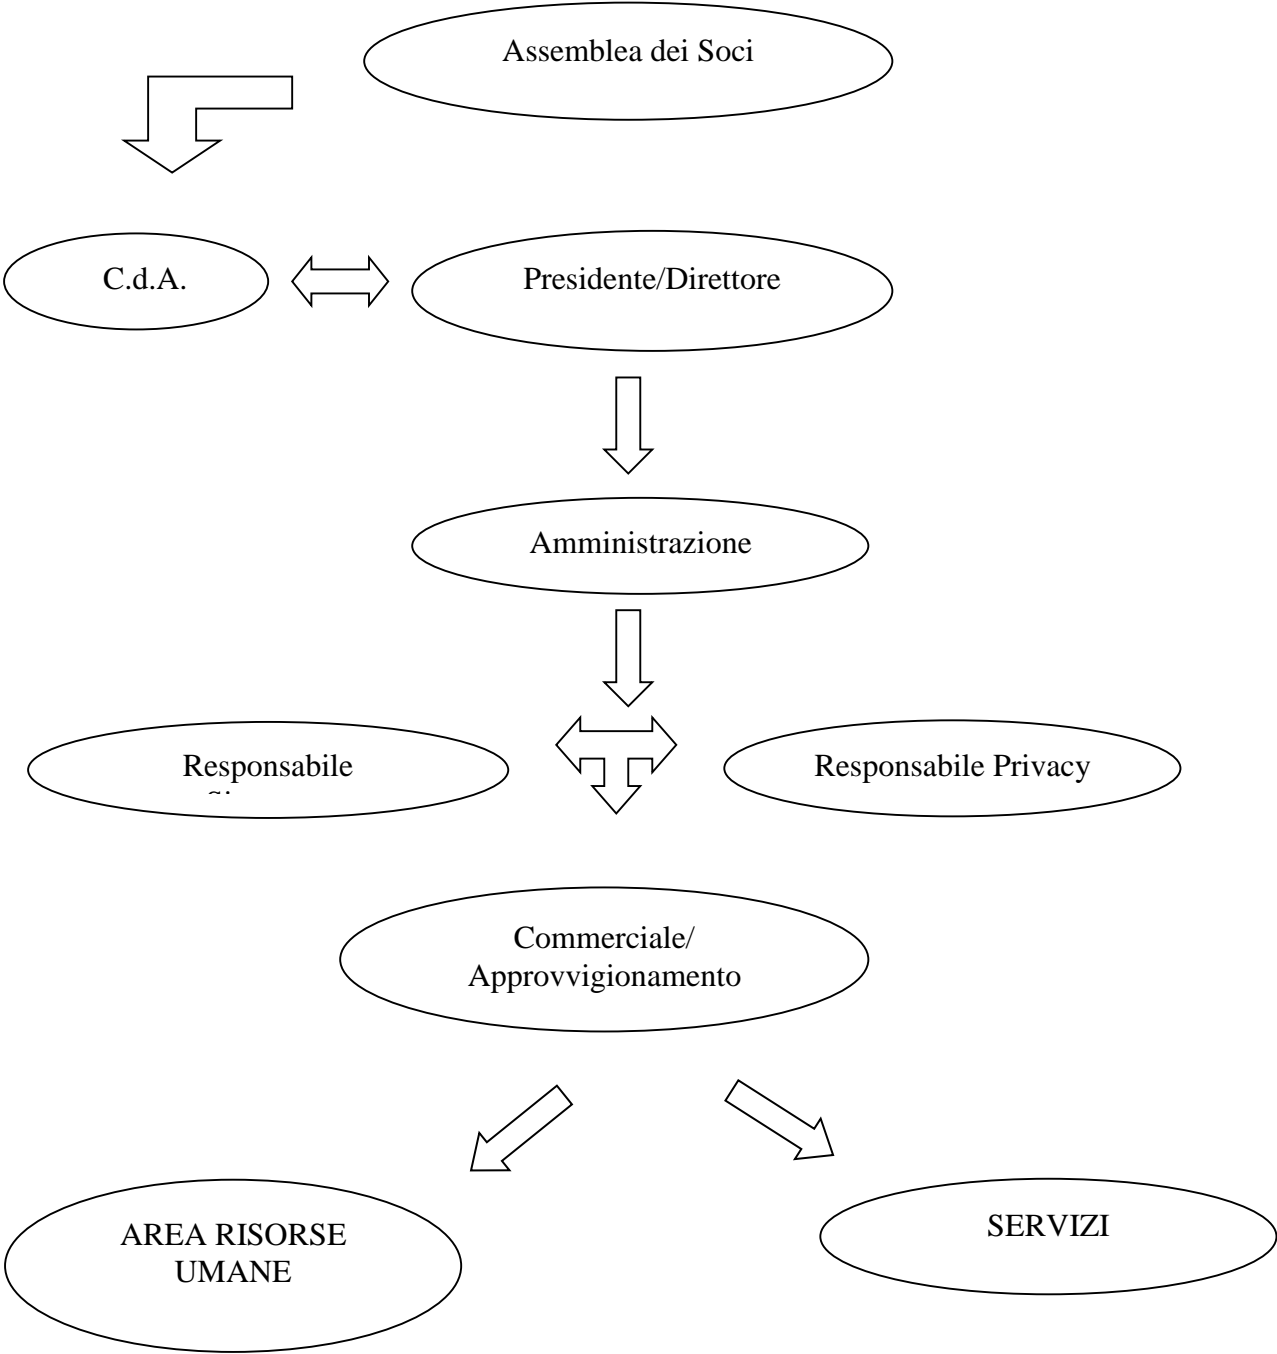 Assemblea dei Soci
C.d.A.
Presidente/Direttore
Amministrazione
Responsabile
Responsabile Privacy
Commerciale/
Approvvigionamento
AREA RISORSE
UMANE
SERVIZI